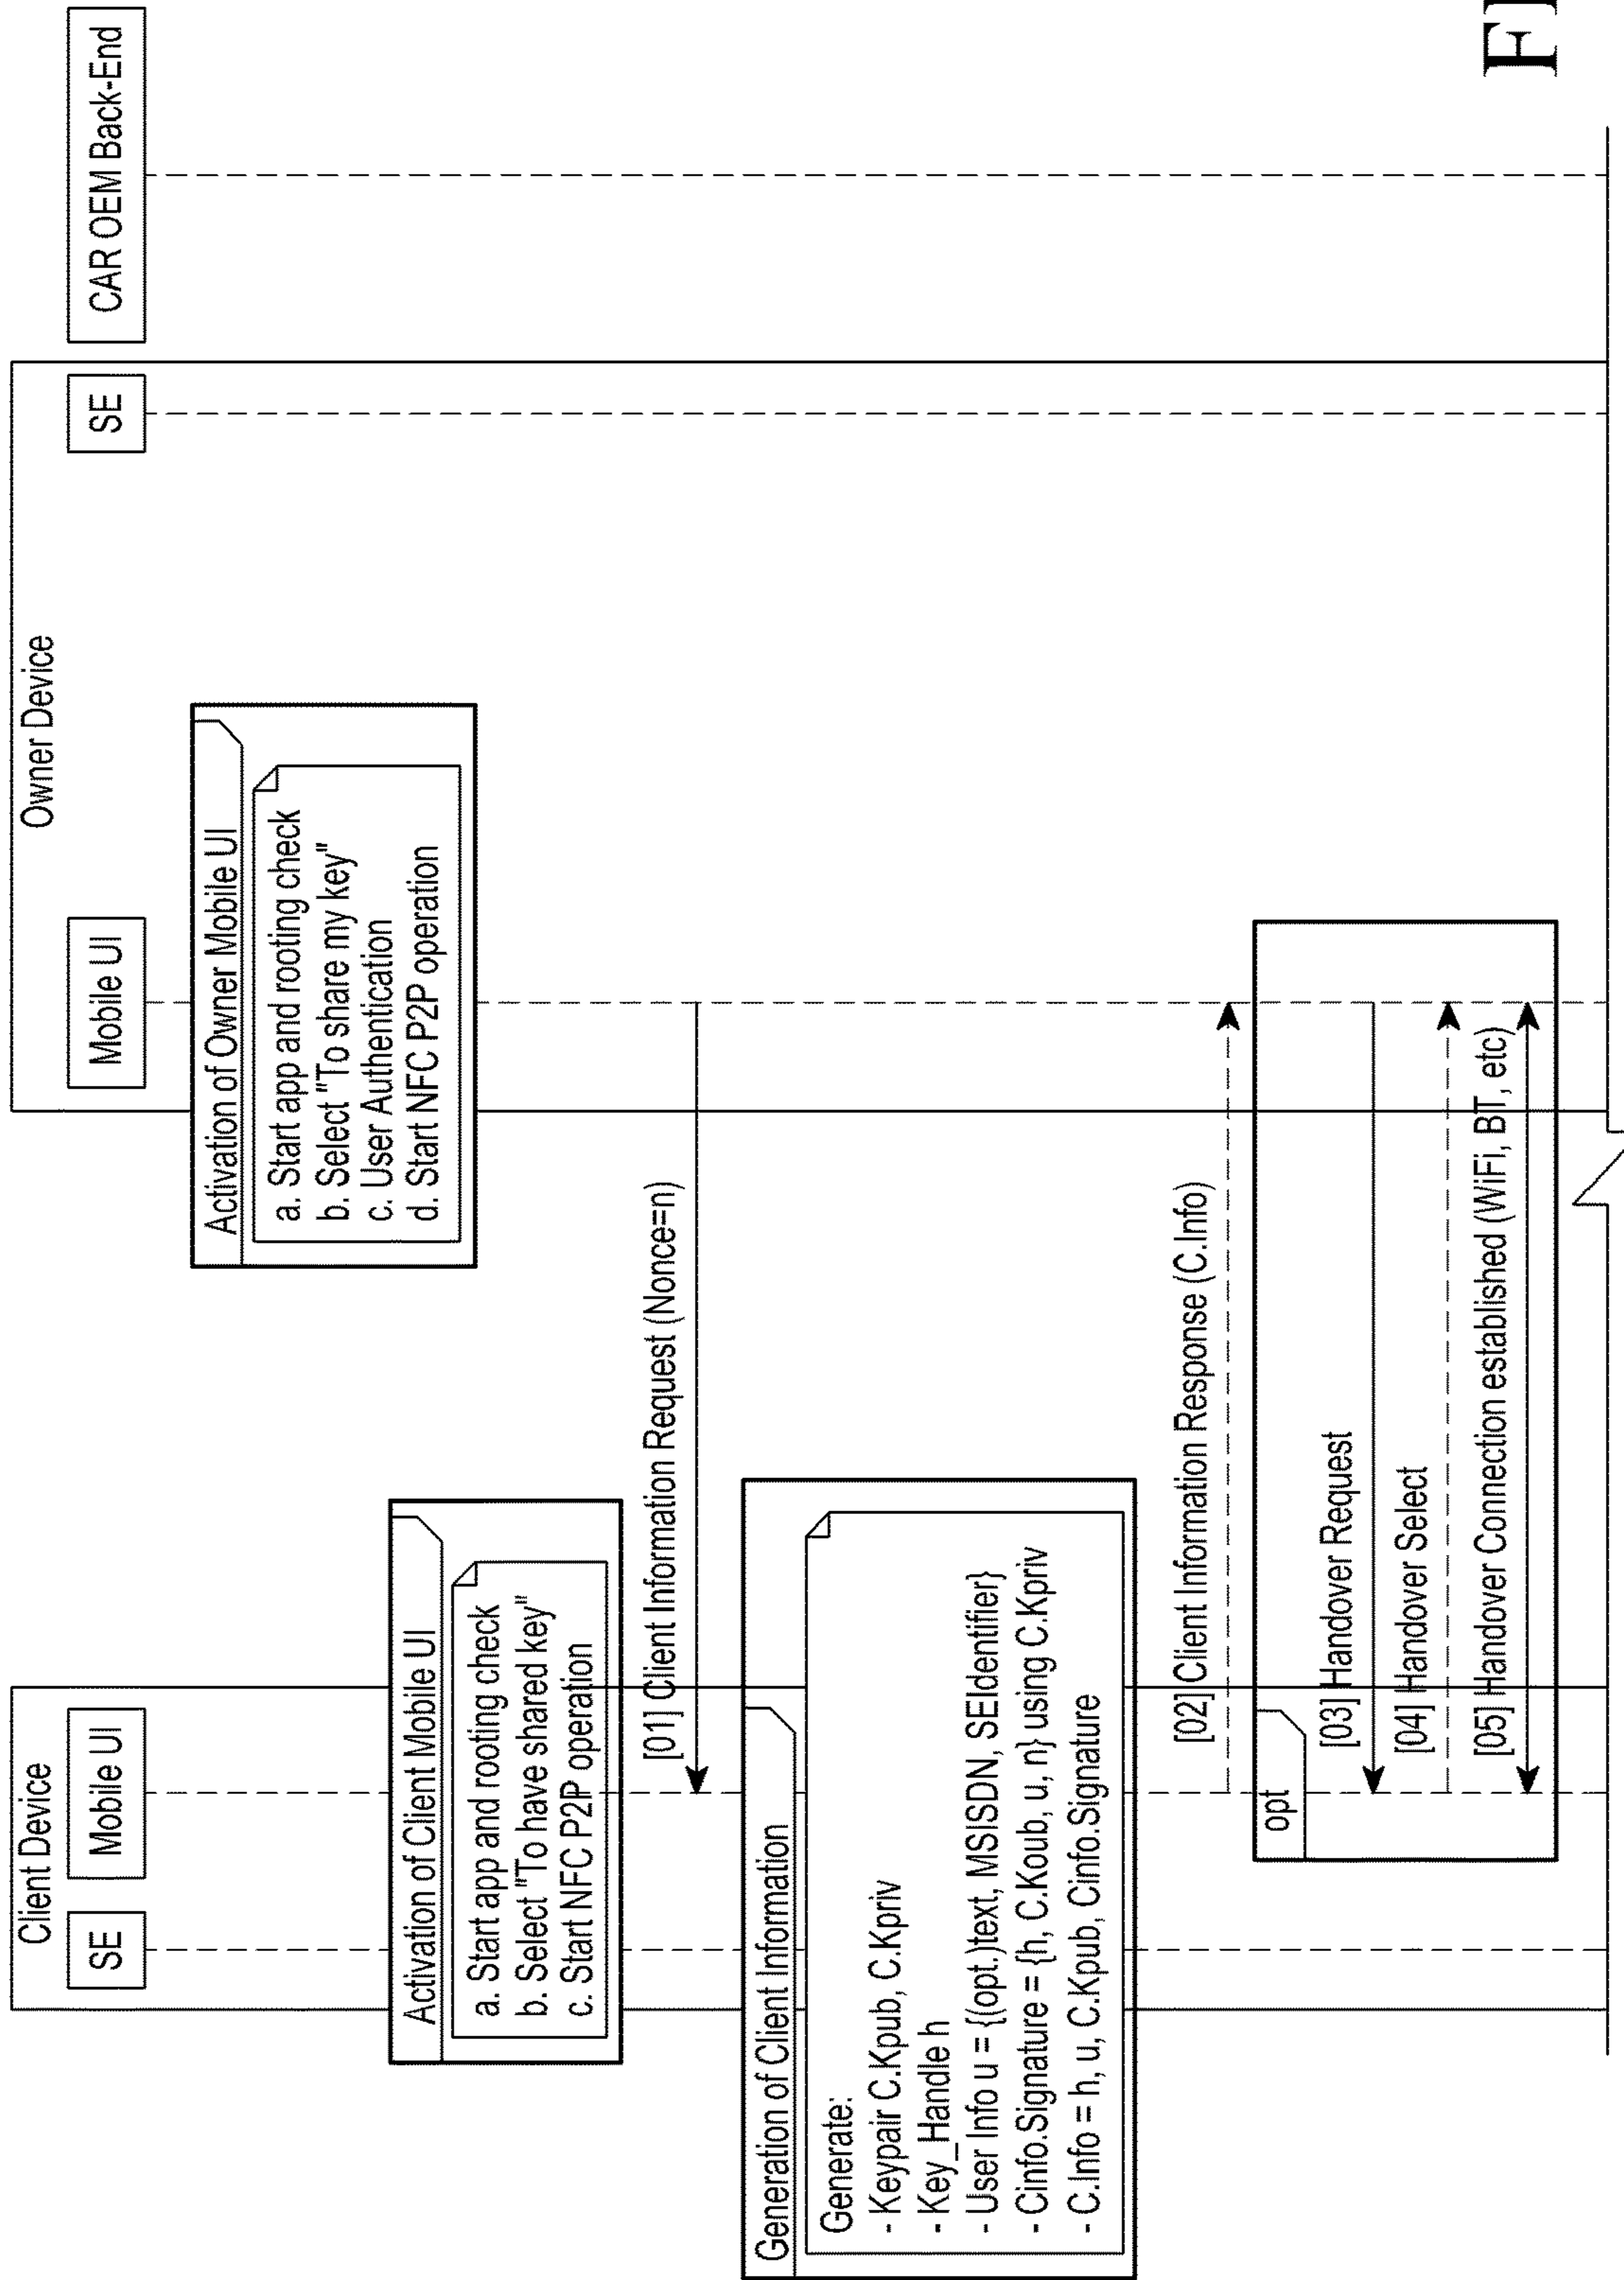 Client Device
SE
Mobile UI
Owner Device
Mobile UI
SE
CAR OEM Back-End
Activation of Owner Mobile UI
a. Start app and rooting check
b. Select "To share my key"
c. User Authentication
d. Start NFC P2P operation
Activation of Client Mobile UI
a. Start app and rooting check
b. Select "To have shared key"
c. Start NFC P2P operation
[01] Client Information Request (Nonce=n)
Generation of Client Information
Generate:
- Keypair C.Kpub, C.Kpriv
- Key_Handle h
- User Info u = {(opt.)text, MSISDN, SEIdentifier}
- Cinfo.Signature = {h, C.Koub, u, n} using C.Kpriv
- C.Info = h, u, C.Kpub, Cinfo.Signature
[02] Client Information Response (C.Info)
opt
[03] Handover Request
[04] Handover Select
[05] Handover Connection established (WiFi, BT, etc)